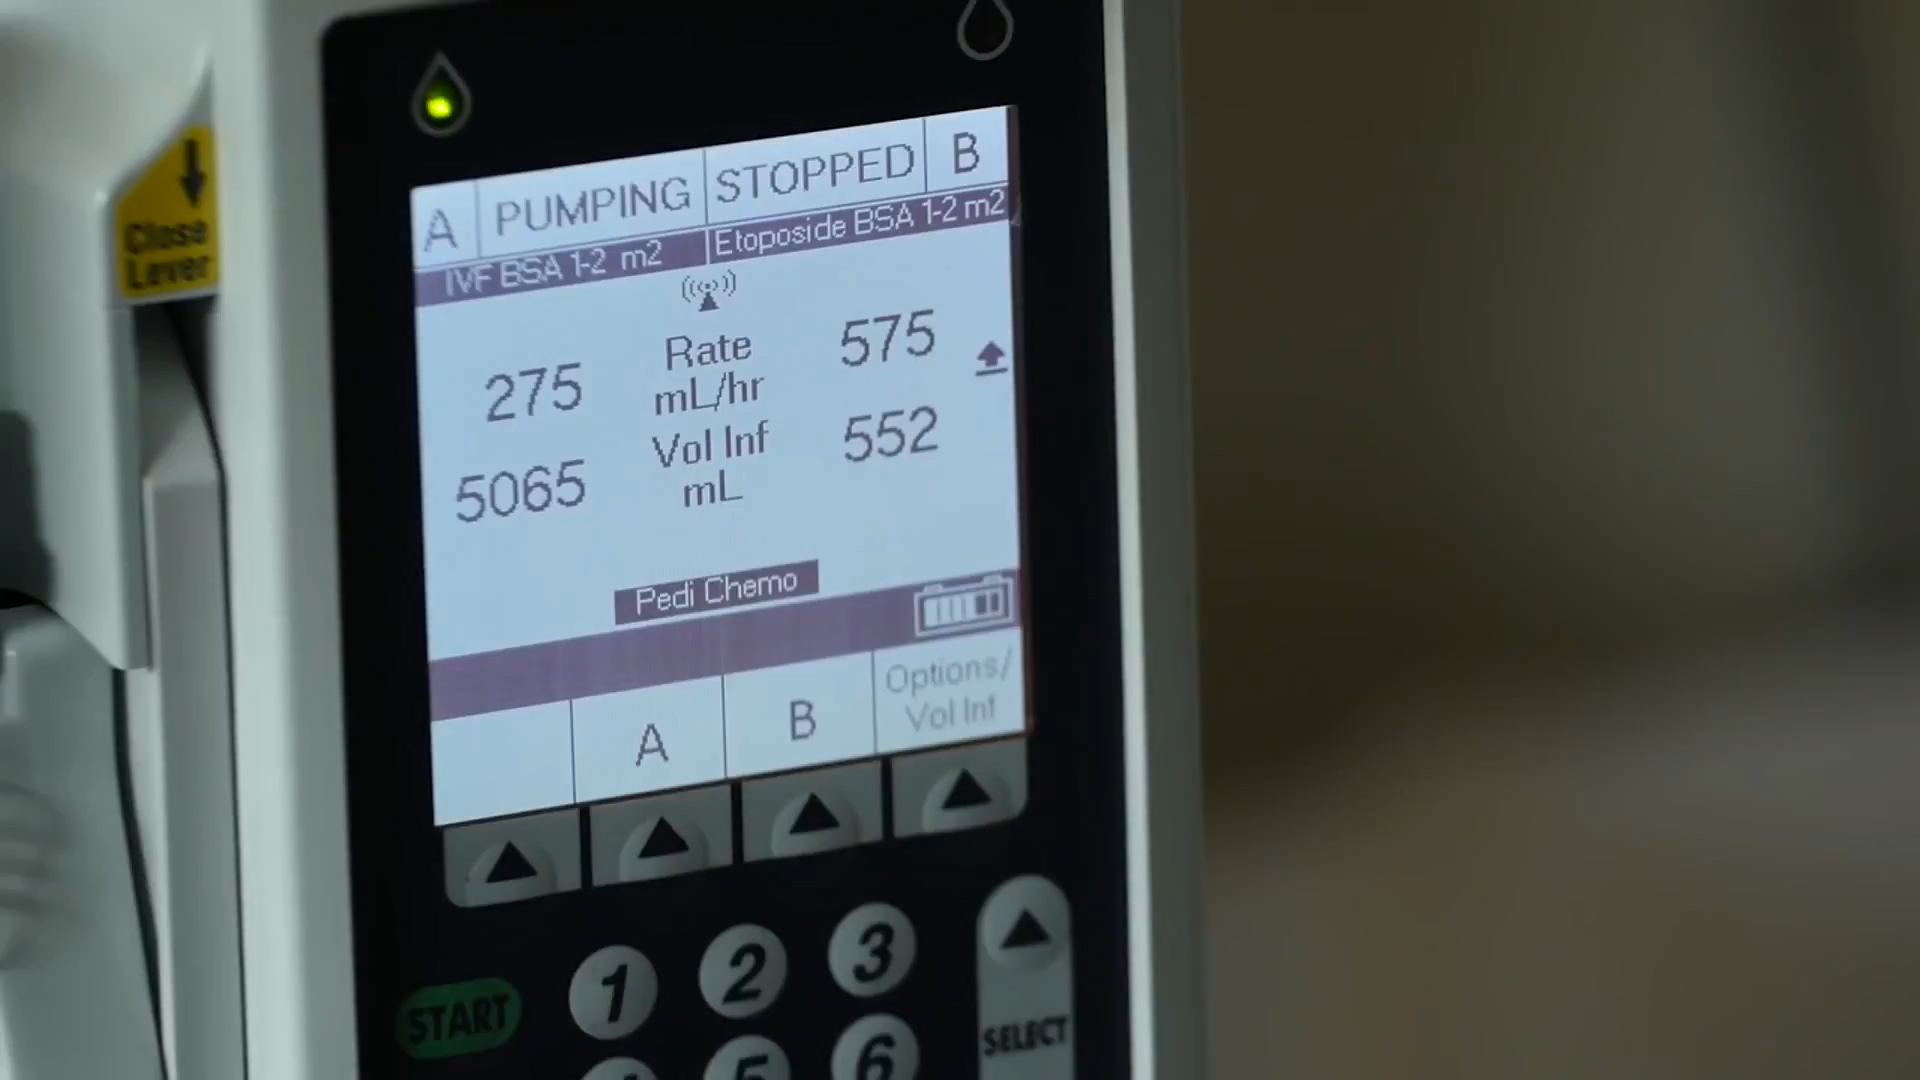 A PUMPING STOPPED B
IVF BSA 1-2 m2 Etoposide BSA 1-2 m2
275 Rate 575
mL/hr
5065 Vol Inf 552
mL
Pedi Chemo
A B Options/
Vol Inf
Close
Lever
1 2 3
START
5 6
SELECT